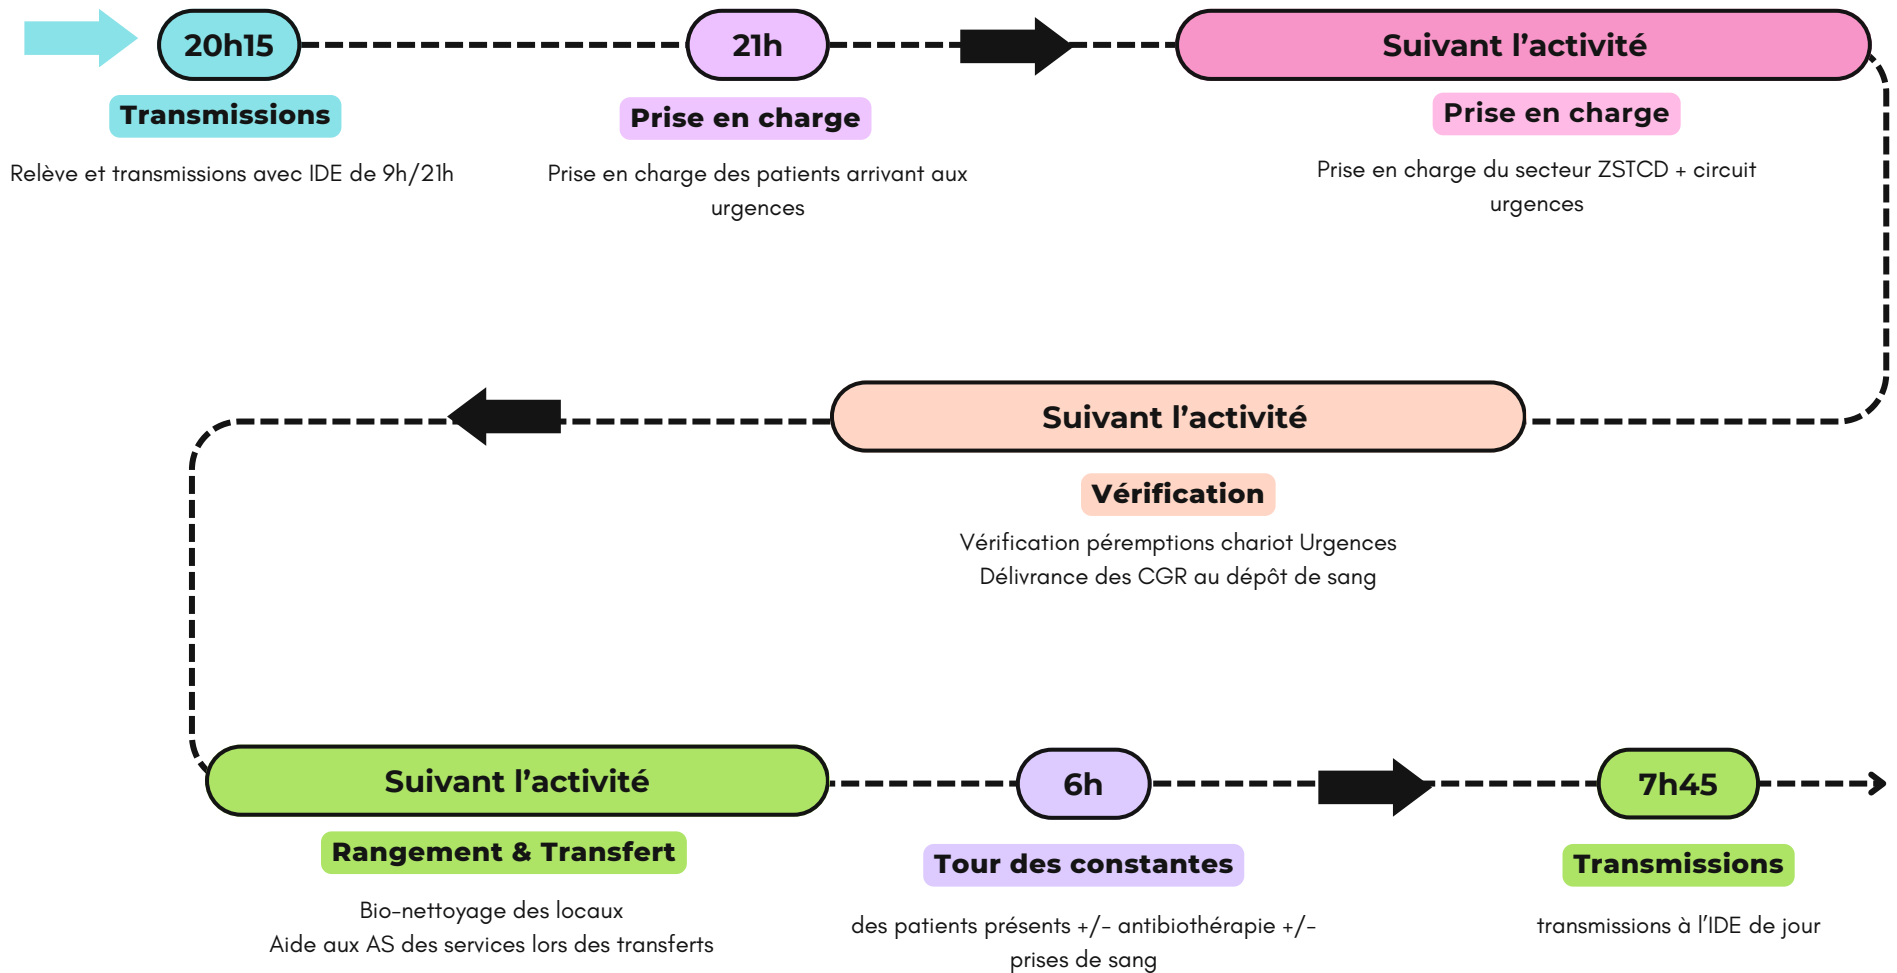 20h15
Transmissions
Relève et transmissions avec IDE de 9h/21h
21h
Prise en charge
Prise en charge des patients arrivant aux
urgences
Suivant l'activité
Prise en charge
Prise en charge du secteur ZSTCD + circuit
urgences
Suivant l'activité
Vérification
Vérification péremptions chariot Urgences
Délivrance des CGR au dépôt de sang
Suivant l'activité
Rangement & Transfert
Bio-nettoyage des locaux
Aide aux AS des services lors des transferts
6h
Tour des constantes
des patients présents +/- antibiothérapie +/-
prises de sang
7h45
Transmissions
transmissions à l'IDE de jour